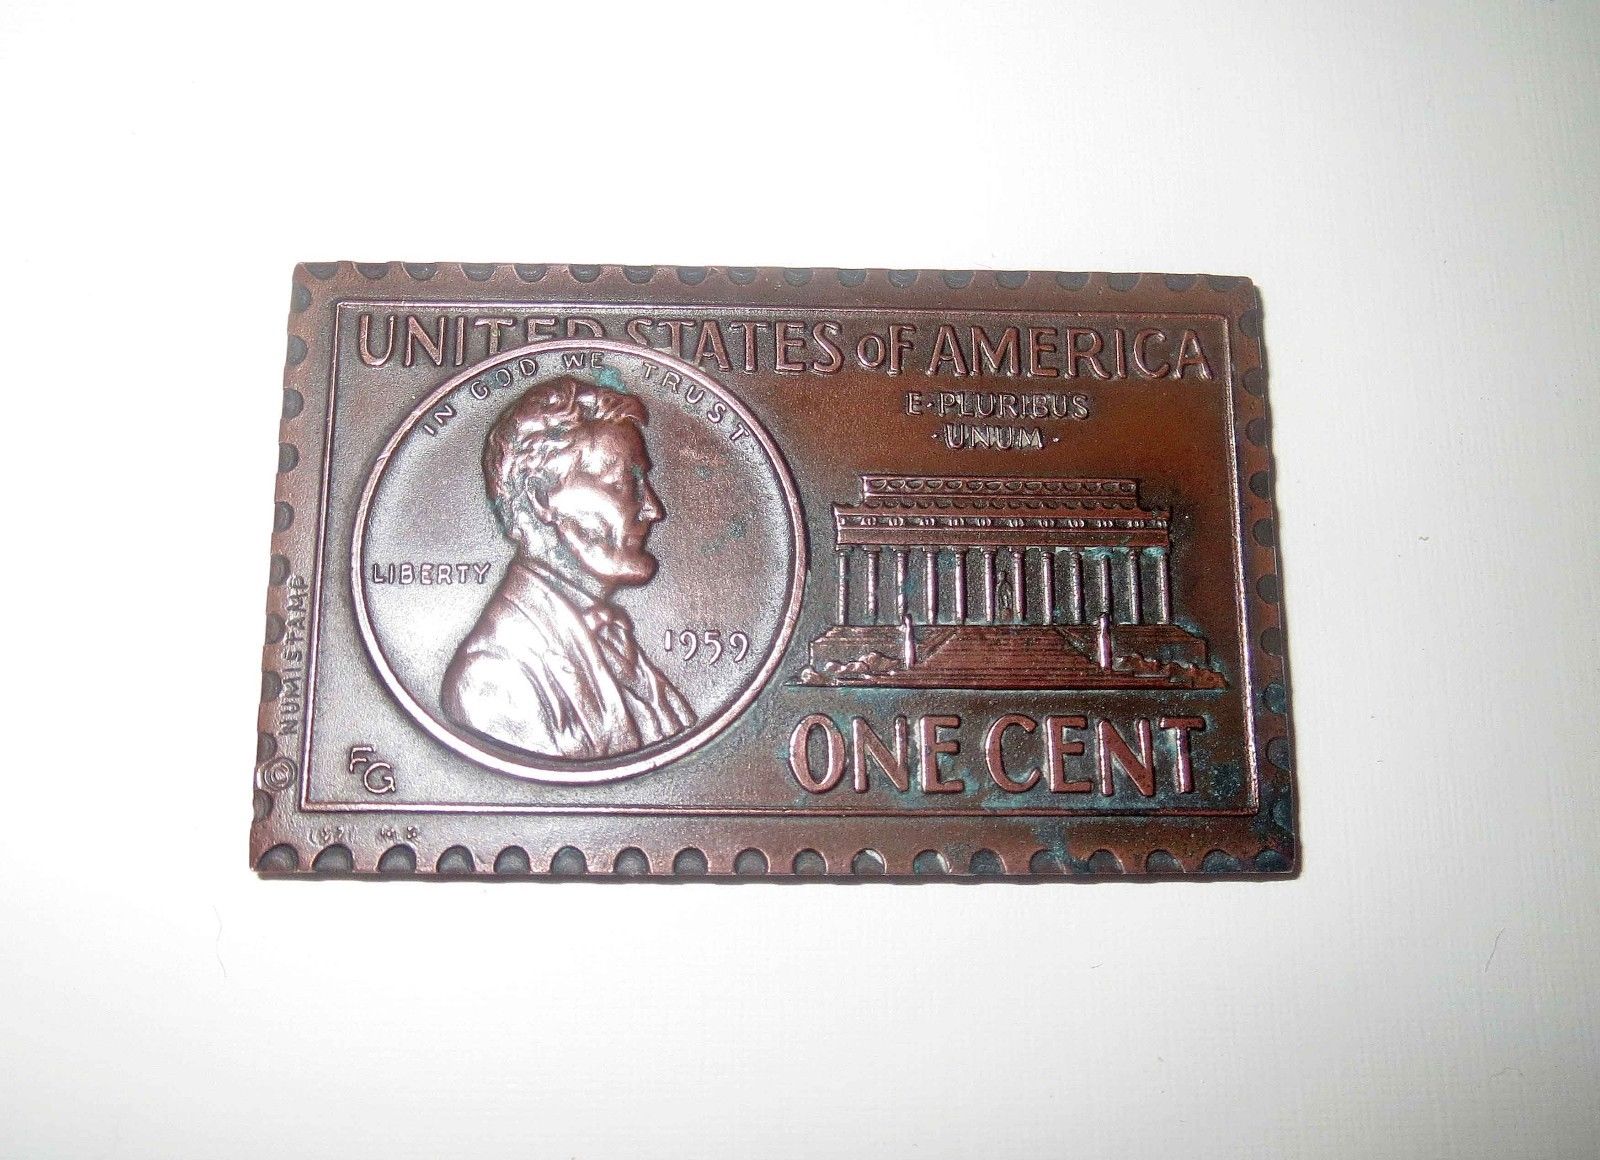 UNITED STATES OF AMERICA
IN GOD WE TRUST
E·PLURIBUS
·UNUM·
LIBERTY
1959
ONE CENT
FG
© NUMISTAMP